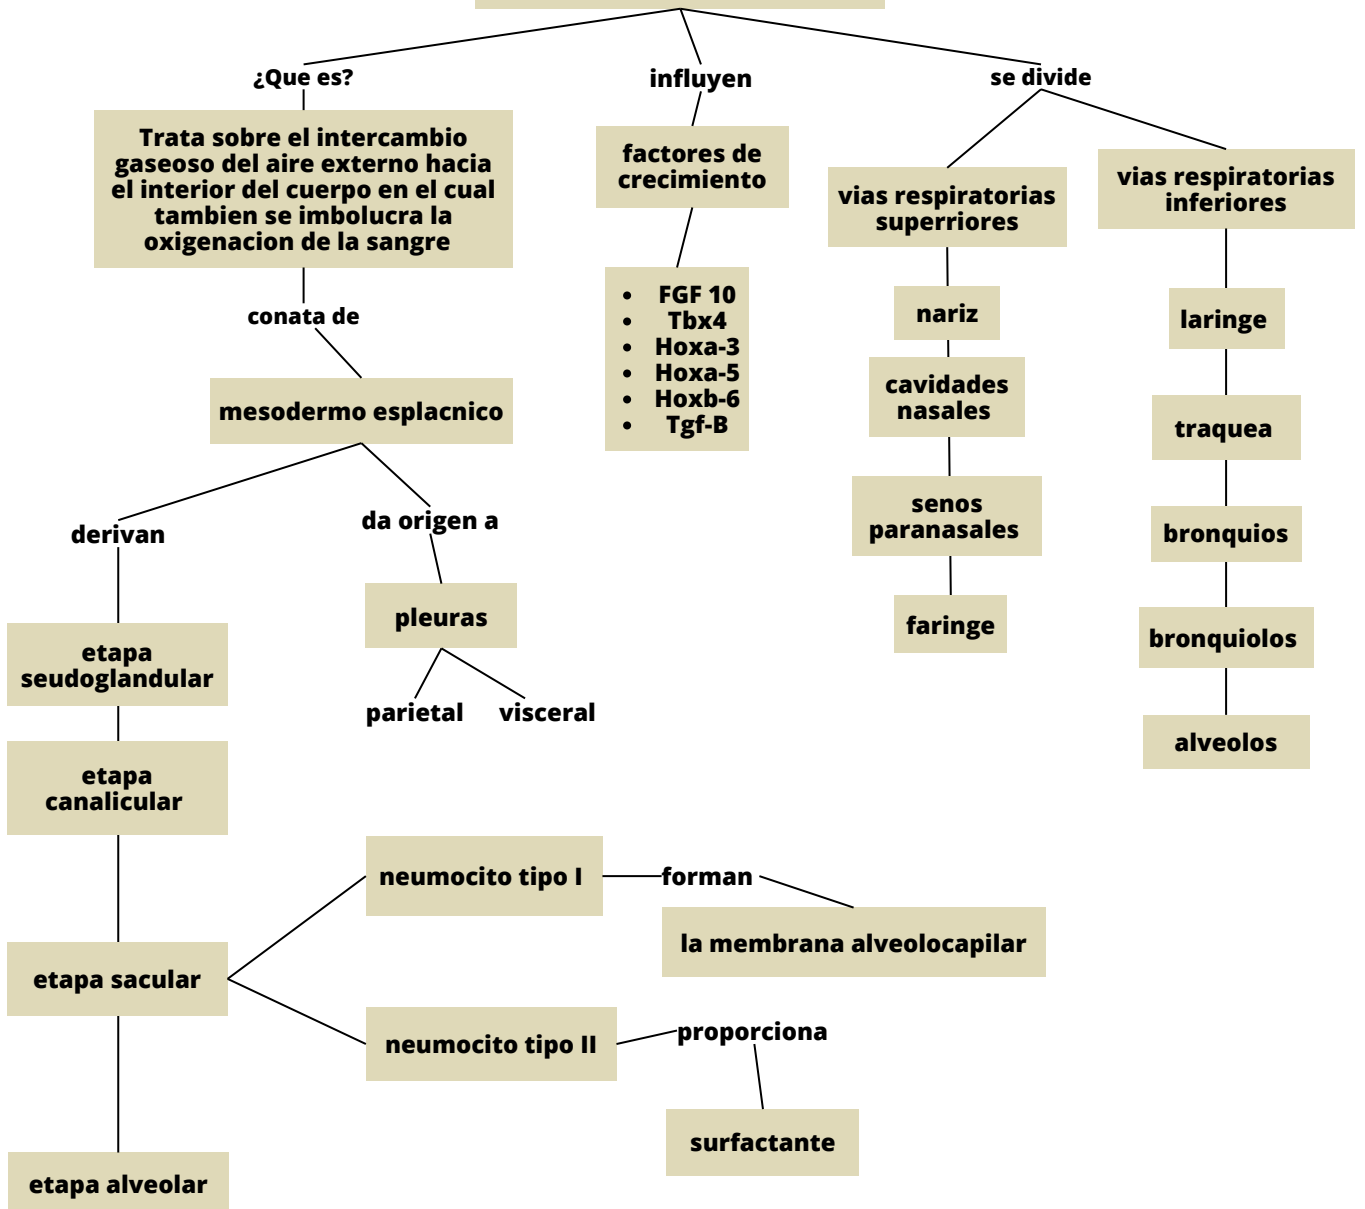 ¿Que es?
influyen
se divide
Trata sobre el intercambio
gaseoso del aire externo hacia
el interior del cuerpo en el cual
tambien se imbolucra la
oxigenacion de la sangre
factores de
crecimiento
vias respiratorias
superriores
vias respiratorias
inferiores
conata de
mesodermo esplacnico
• FGF 10
• Tbx4
• Hoxa-3
• Hoxa-5
• Hoxb-6
• Tgf-B
nariz
cavidades
nasales
senos
paranasales
faringe
laringe
traquea
bronquios
bronquiolos
alveolos
derivan
da origen a
pleuras
parietal
visceral
etapa
seudoglandular
etapa
canalicular
etapa sacular
neumocito tipo I
forman
la membrana alveolocapilar
neumocito tipo II
proporciona
surfactante
etapa alveolar